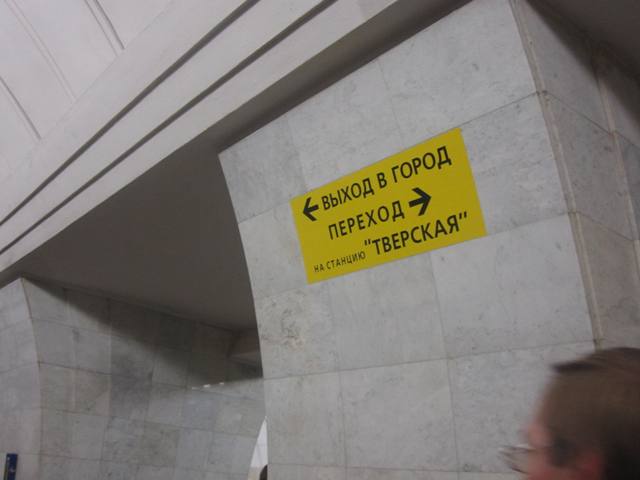 ← ВЫХОД В ГОРОД
ПЕРЕХОД →
НА СТАНЦИЮ "ТВЕРСКАЯ"